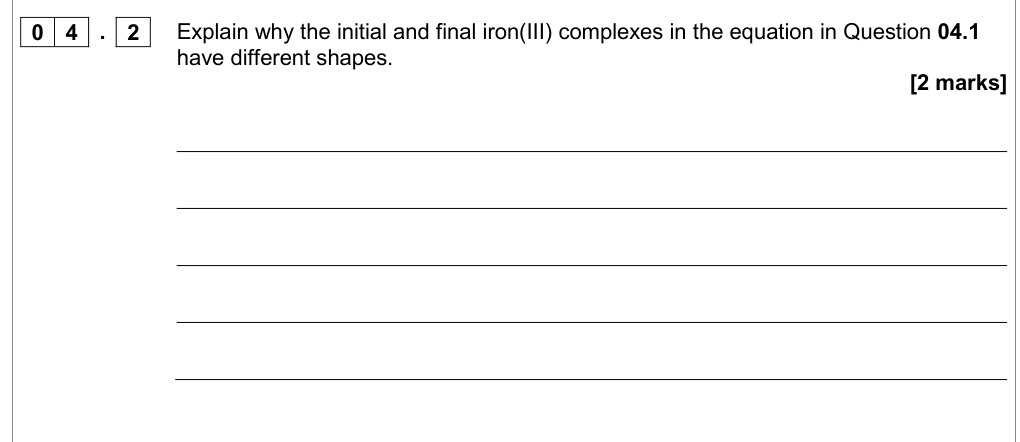 0 4 . 2 Explain why the initial and final iron(III) complexes in the equation in Question 04.1
have different shapes.
[2 marks]